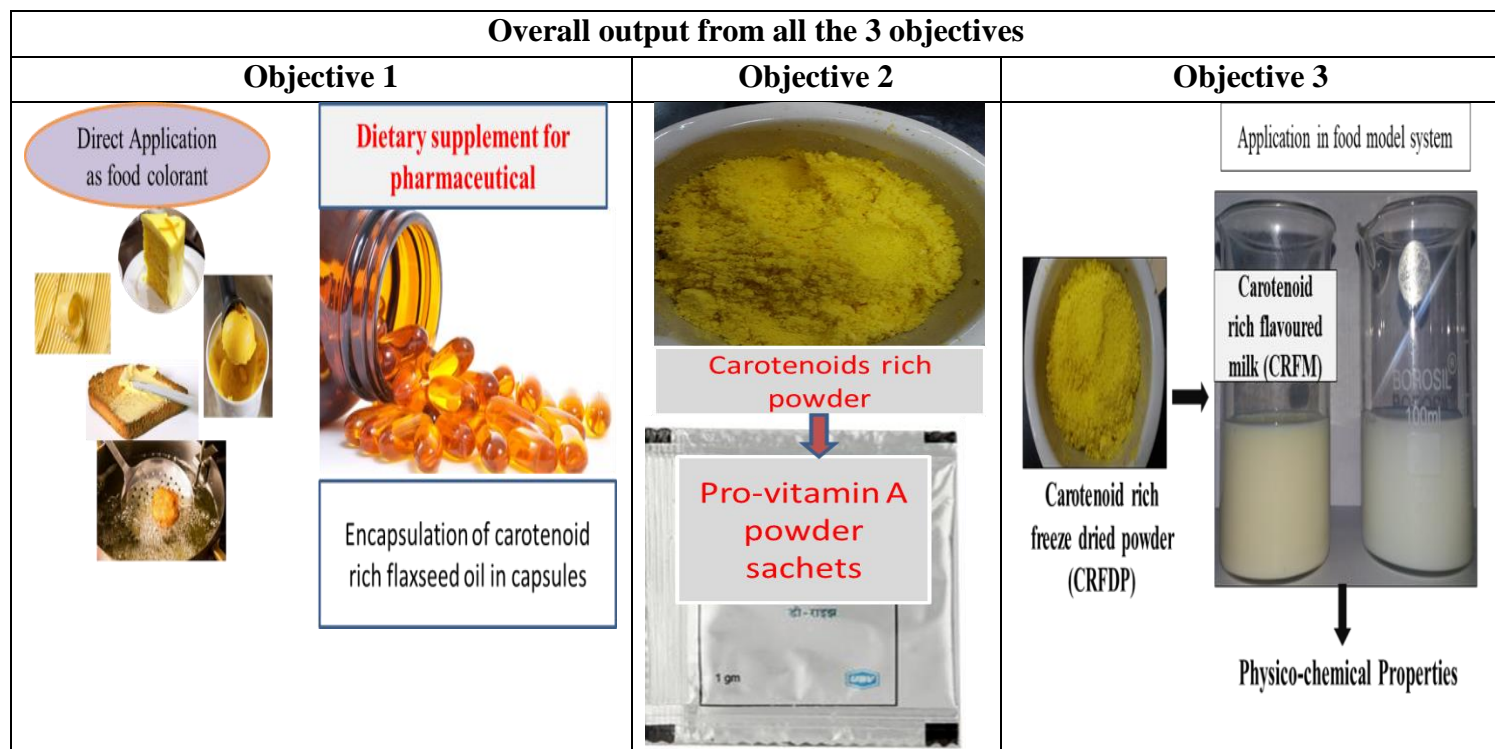 Overall output from all the 3 objectives
Objective 1
Objective 2
Objective 3
Direct Application
as food colorant
Dietary supplement for
pharmaceutical
Encapsulation of carotenoid
rich flaxseed oil in capsules
Carotenoids rich
powder
Pro-vitamin A
powder
sachets
डी-राइझ
1 gm
USV
Application in food model system
Carotenoid
rich flavoured
milk (CRFM)
BOROSIL®
100ml
Carotenoid rich
freeze dried powder
(CRFDP)
Physico-chemical Properties